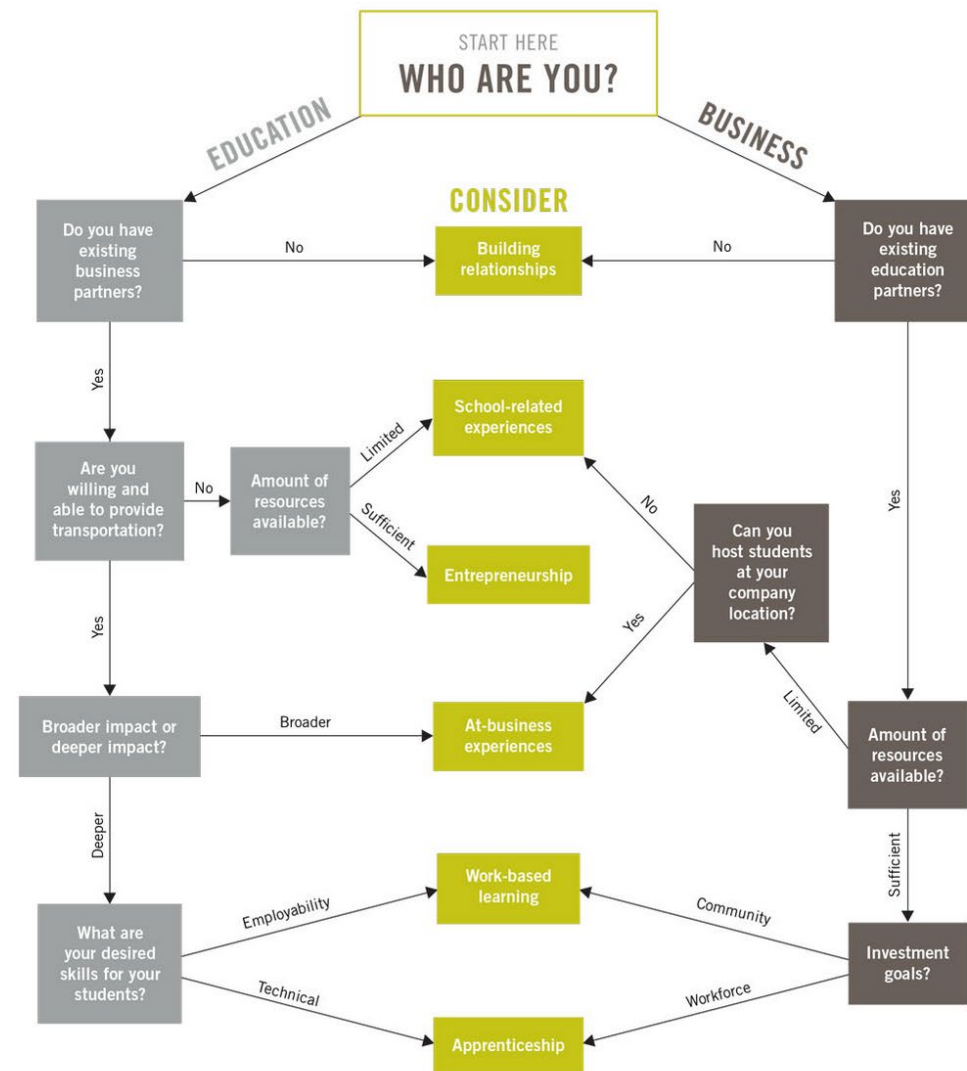 START HERE
WHO ARE YOU?
EDUCATION
BUSINESS
CONSIDER
Do you have
existing
business
partners?
No
Building
relationships
No
Do you have
existing
education
partners?
Yes
School-related
experiences
Limited
Are you
willing and
able to provide
transportation?
No
Amount of
resources
available?
Sufficient
Entrepreneurship
No
Can you
host students
at your
company
location?
Yes
Yes
Yes
Limited
Broader impact or
deeper impact?
Broader
At-business
experiences
Amount of
resources
available?
Deeper
Sufficient
Work-based
learning
Employability
Community
What are
your desired
skills for your
students?
Investment
goals?
Technical
Workforce
Apprenticeship